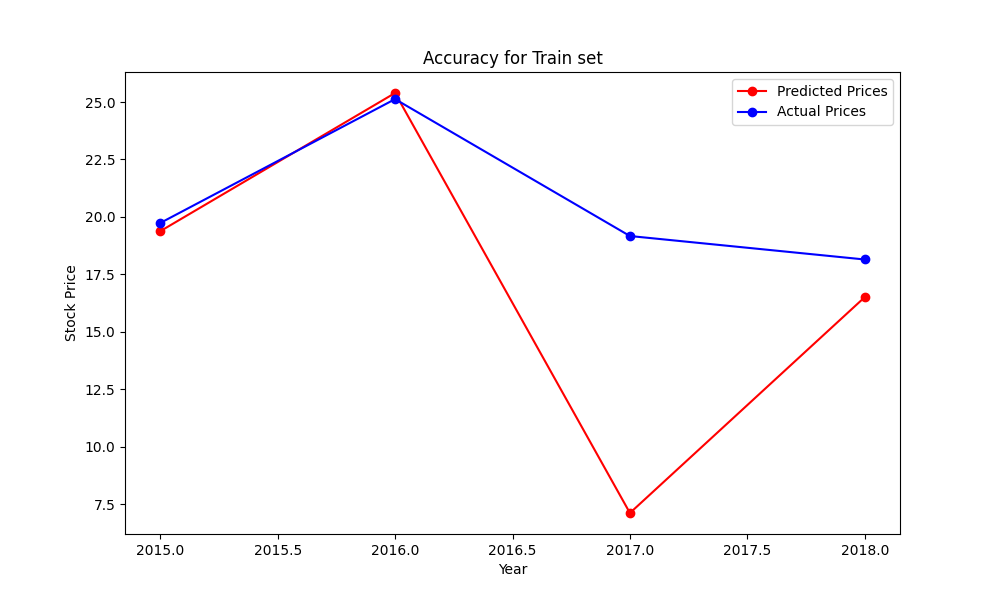 Accuracy for Train set
Predicted Prices
Actual Prices
25.0
22.5
20.0
17.5
15.0
12.5
10.0
7.5
Stock Price
2015.0 2015.5 2016.0 2016.5 2017.0 2017.5 2018.0
Year